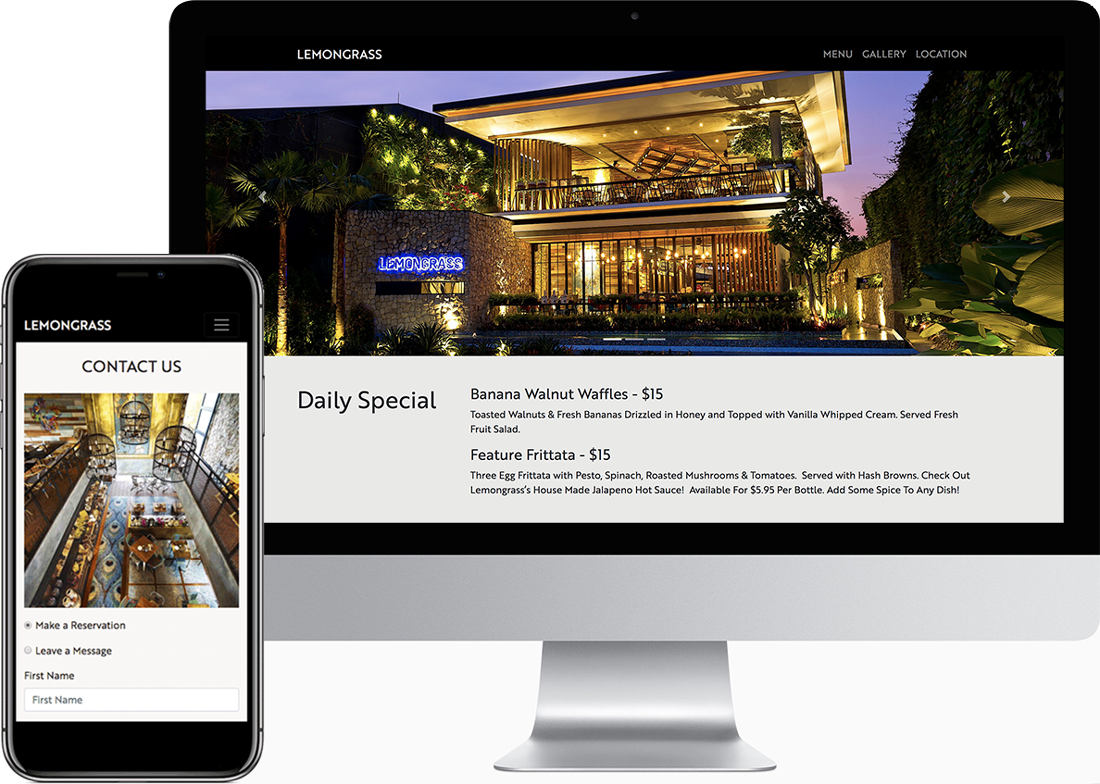 LEMONGRASS
MENU GALLERY LOCATION
LEMONGRASS
Daily Special
Banana Walnut Waffles - $15
Toasted Walnuts & Fresh Bananas Drizzled in Honey and Topped with Vanilla Whipped Cream. Served Fresh
Fruit Salad.
Feature Frittata - $15
Three Egg Frittata with Pesto, Spinach, Roasted Mushrooms & Tomatoes. Served with Hash Browns. Check Out
Lemongrass's House Made Jalapeno Hot Sauce! Available For $5.95 Per Bottle. Add Some Spice To Any Dish!
LEMONGRASS
CONTACT US
Make a Reservation
Leave a Message
First Name
First Name